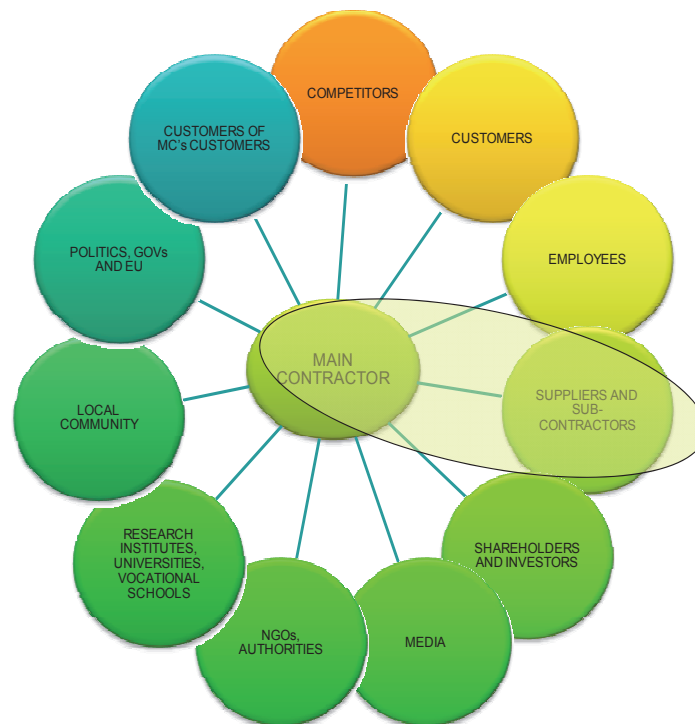 COMPETITORS
CUSTOMERS
EMPLOYEES
SUPPLIERS AND
SUB-
CONTRACTORS
SHAREHOLDERS
AND INVESTORS
MEDIA
NGOs,
AUTHORITIES
RESEARCH
INSTITUTES,
UNIVERSITIES,
VOCATIONAL
SCHOOLS
LOCAL
COMMUNITY
POLITICS, GOVs
AND EU
CUSTOMERS OF
MC's CUSTOMERS
MAIN
CONTRACTOR